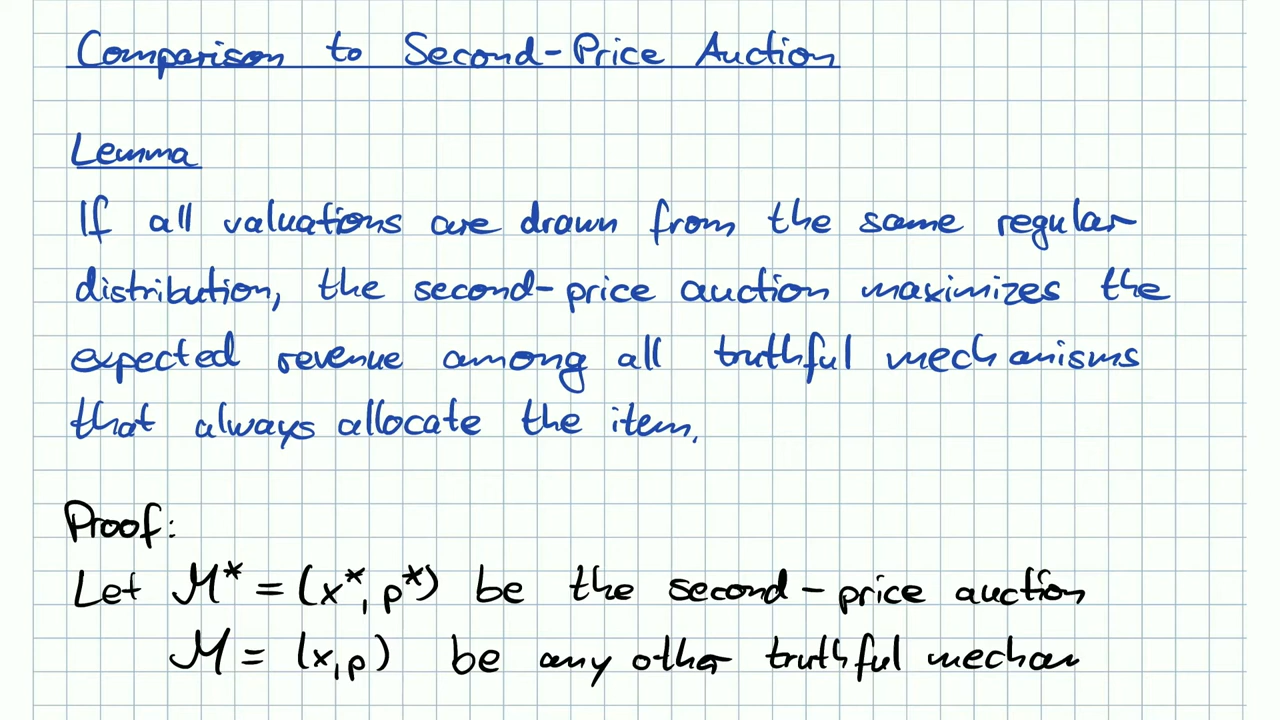 Comparison to Second-Price Auction
Lemma
If all valuations are drawn from the same regular
distribution, the second-price auction maximizes the
expected revenue among all truthful mechanisms
that always allocate the item.
Proof:
Let M* = (x*, p*) be the second-price auction
M = (x, p) be any other truthful mechan